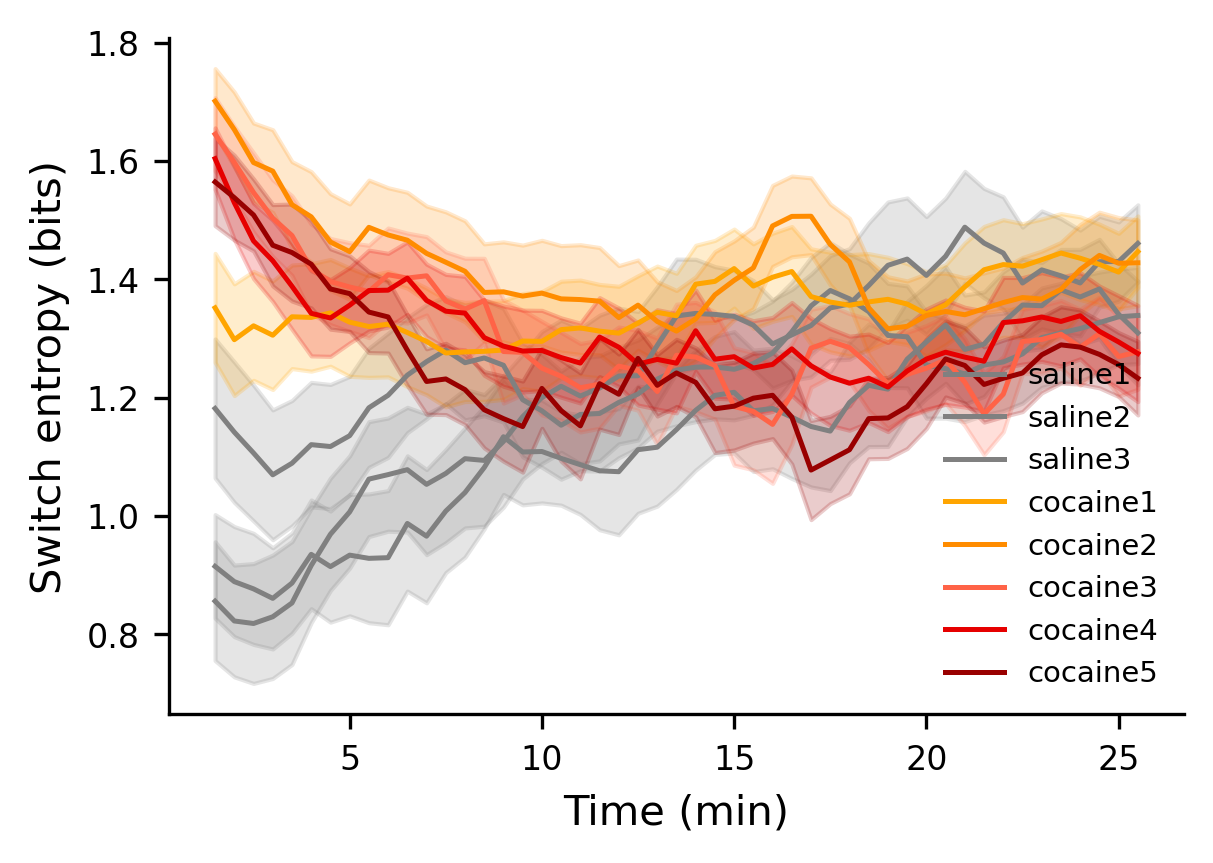 Switch entropy (bits)
1.8
1.6
1.4
1.2
1.0
0.8
saline1
saline2
saline3
cocaine1
cocaine2
cocaine3
cocaine4
cocaine5
5
10
15
20
25
Time (min)